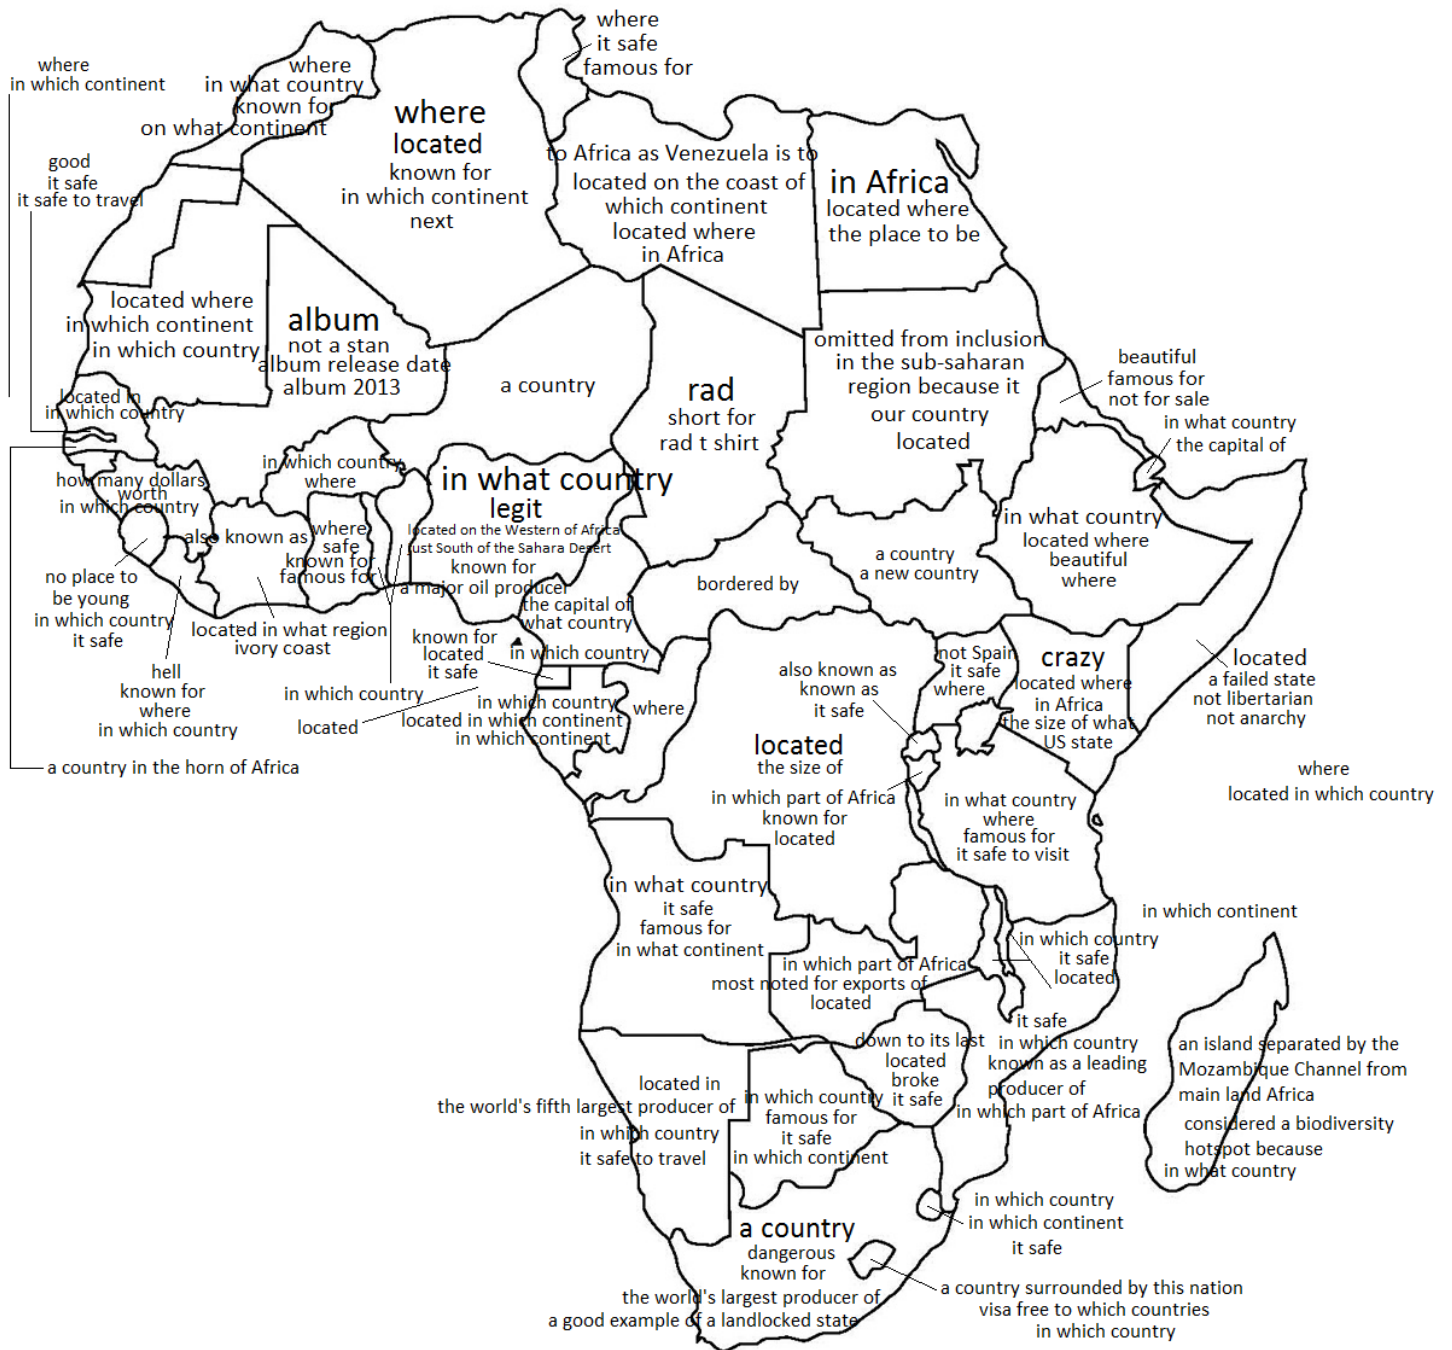 where
it safe
famous for
where
in which continent
where
in what country
known for
on what continent
where
located
known for
in which continent
next
good
it safe
it safe to travel
to Africa as Venezuela is to
located on the coast of
which continent
located where
in Africa
in Africa
located where
the place to be
located where
in which continent
in which country
album
not a stan
album release date
album 2013
a country
rad
short for
rad t shirt
omitted from inclusion
in the sub-saharan
region because it
our country
located
beautiful
famous for
not for sale
in what country
the capital of
located in
in which country
how many dollars
worth
in which country
in which country
where
also known as
where
safe
known for
famous for
in what country
legit
located on the Western of Africa
just South of the Sahara Desert
known for
a major oil producer
in what country
located where
beautiful
where
a country
a new country
bordered by
no place to
be young
in which country
it safe
located in what region
ivory coast
hell
known for
where
in which country
in which country
located
the capital of
what country
in which country
known for
located
it safe
in which country
located in which continent
in which continent
where
also known as
known as
it safe
not Spain
it safe
where
crazy
located where
in Africa
the size of what
US state
located
a failed state
not libertarian
not anarchy
a country in the horn of Africa
located
the size of
in which part of Africa
known for
located
in what country
where
famous for
it safe to visit
where
located in which country
in what country
it safe
famous for
in what continent
in which continent
in which country
it safe
located
in which part of Africa
most noted for exports of
located
it safe
in which country
known as a leading
producer of
in which part of Africa
down to its last
located
broke
it safe
an island separated by the
Mozambique Channel from
main land Africa
considered a biodiversity
hotspot because
in what country
located in
the world's fifth largest producer of
in which country
it safe to travel
in which country
famous for
it safe
in which continent
in which country
in which continent
it safe
a country
dangerous
known for
the world's largest producer of
a good example of a landlocked state
a country surrounded by this nation
visa free to which countries
in which country